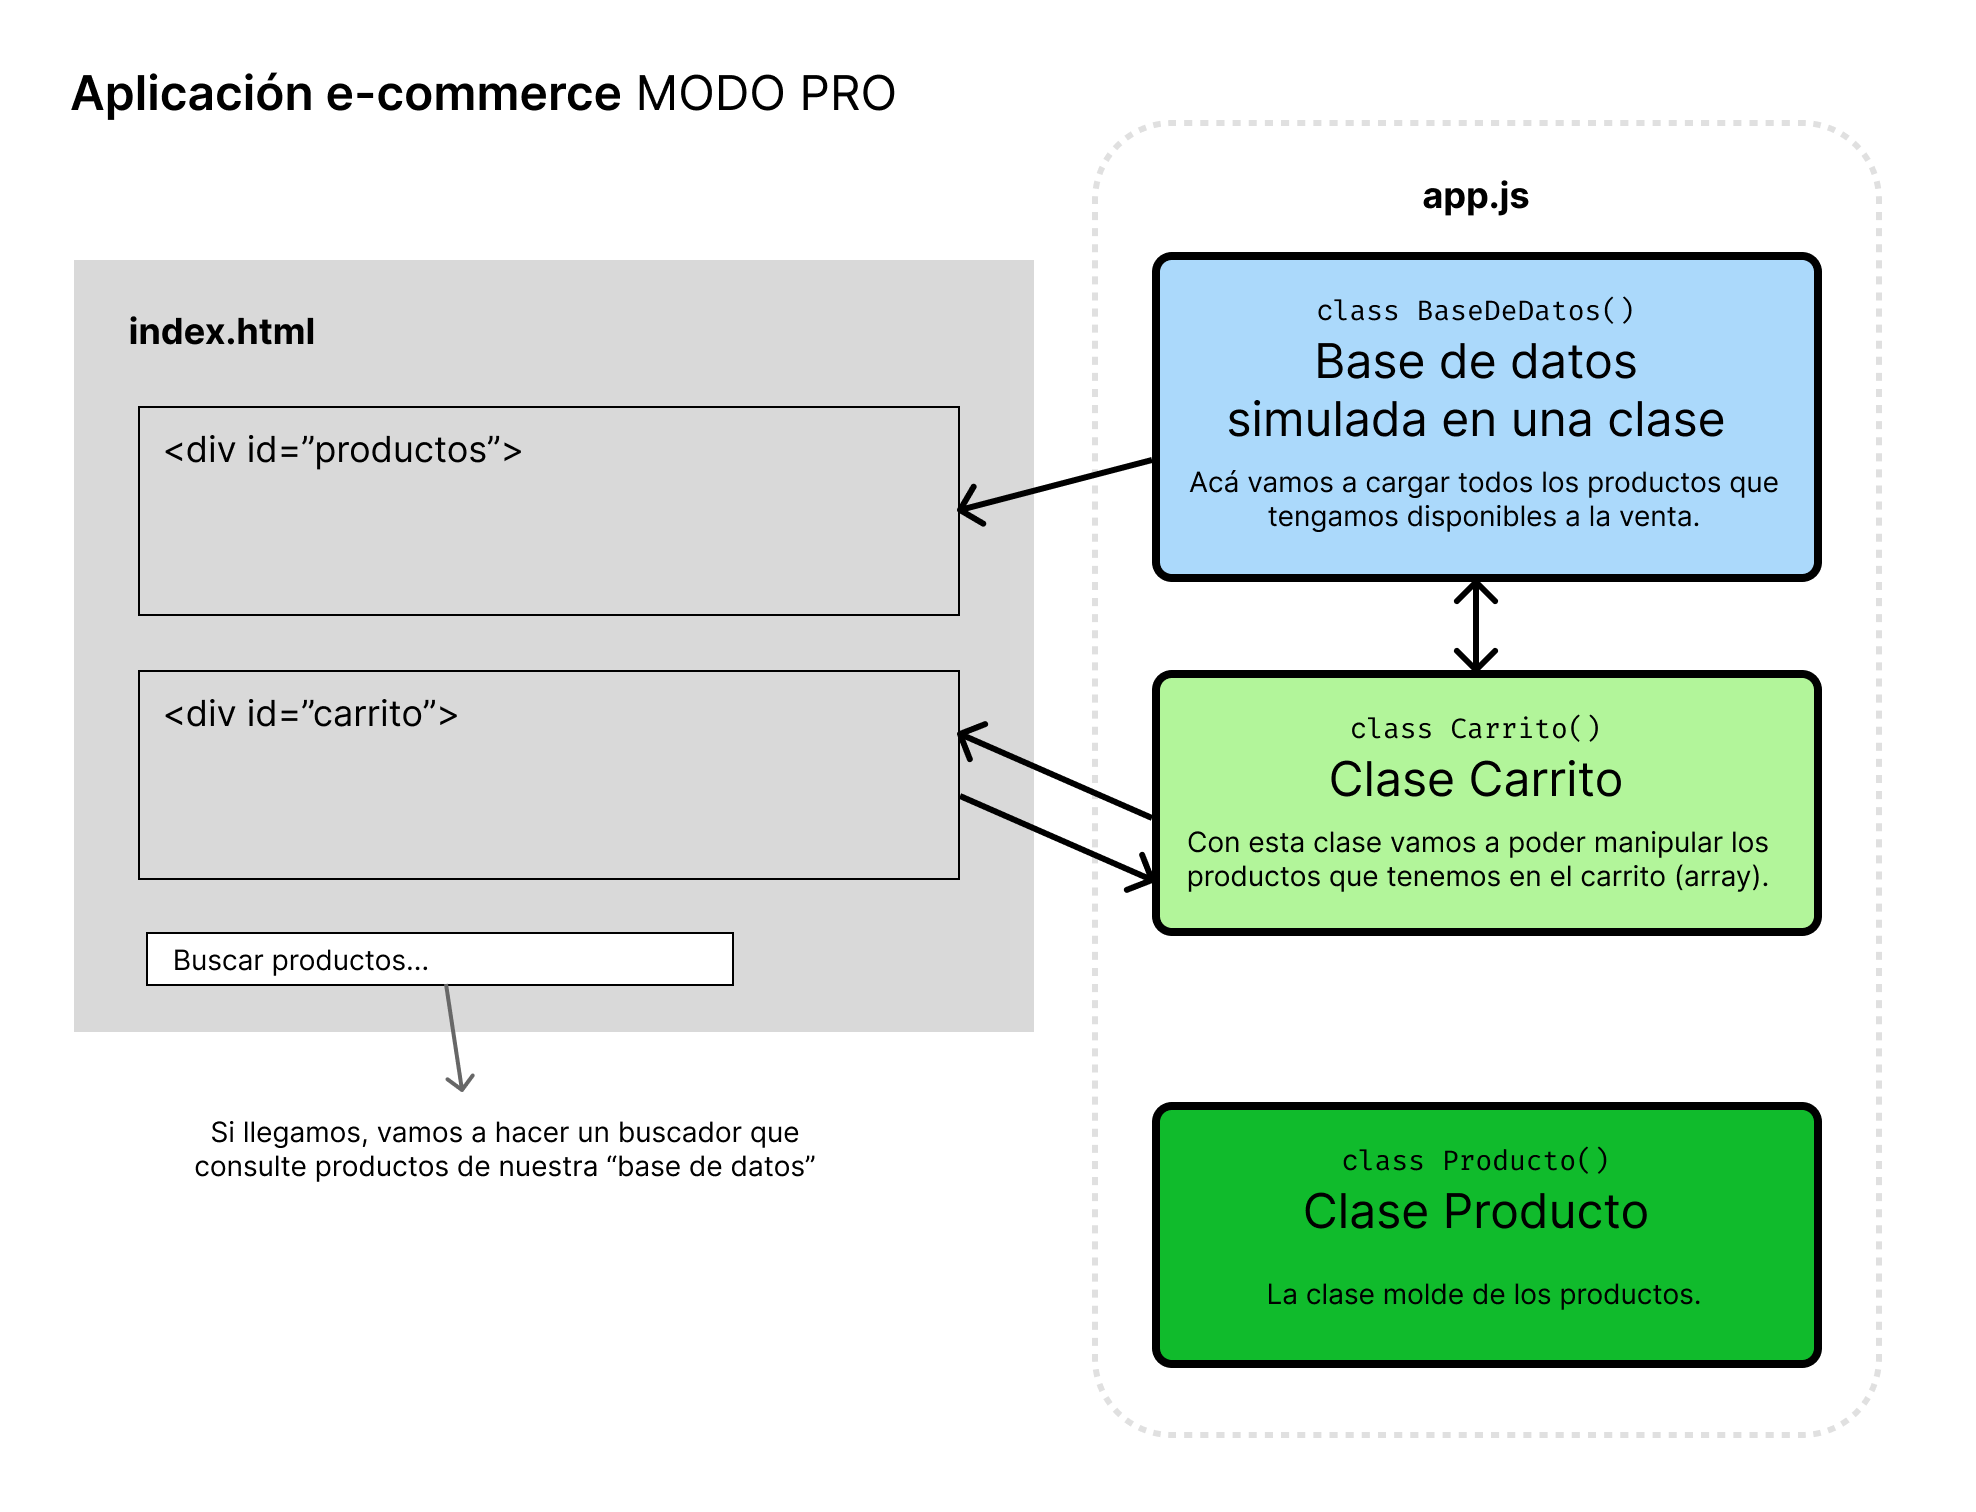 Aplicación e-commerce MODO PRO
index.html
<div id=”productos”>
<div id=”carrito”>
Buscar productos...
Si llegamos, vamos a hacer un buscador que
consulte productos de nuestra “base de datos”
app.js
class BaseDeDatos()
Base de datos
simulada en una clase
Acá vamos a cargar todos los productos que
tengamos disponibles a la venta.
class Carrito()
Clase Carrito
Con esta clase vamos a poder manipular los
productos que tenemos en el carrito (array).
class Producto()
Clase Producto
La clase molde de los productos.